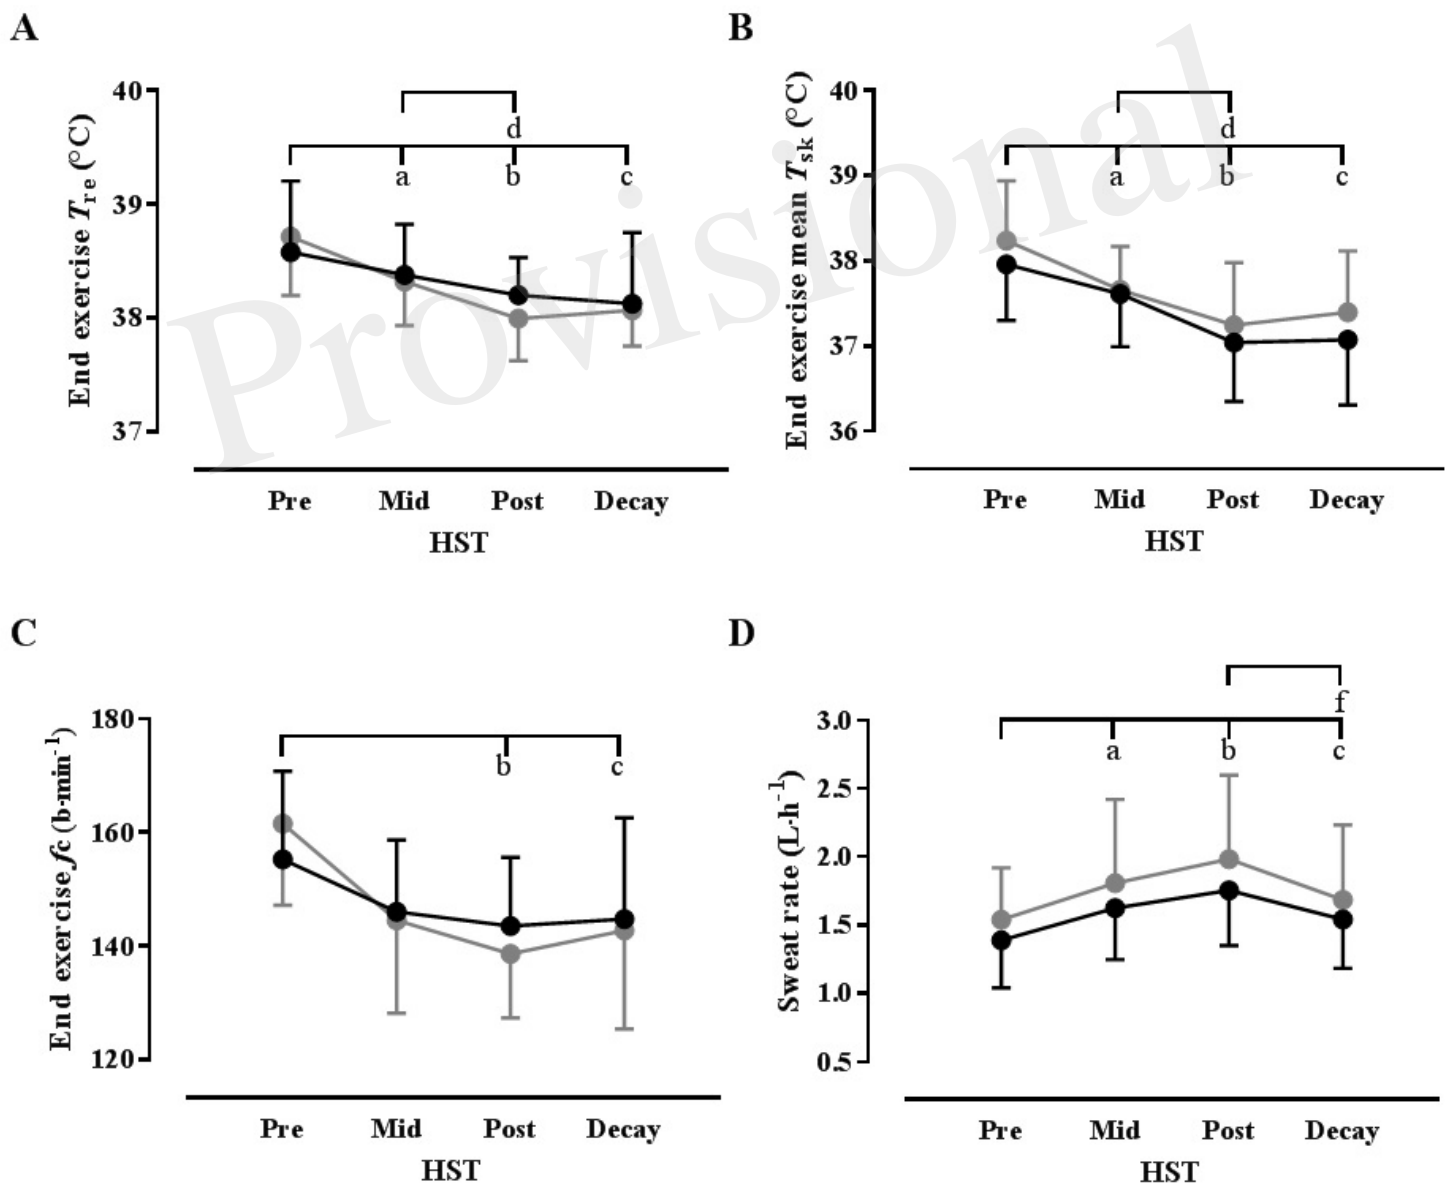 A
End exercise Tre (°C)
40
39
38
37
d
a b c
Pre Mid Post Decay
HST
B
End exercise mean Tsk (°C)
40
39
38
37
36
d
a b c
Pre Mid Post Decay
HST
Provisional
C
End exercise fc (b·min-1)
180
160
140
120
b c
Pre Mid Post Decay
HST
D
Sweat rate (L·h-1)
3.0
2.5
2.0
1.5
1.0
0.5
f
a b c
Pre Mid Post Decay
HST